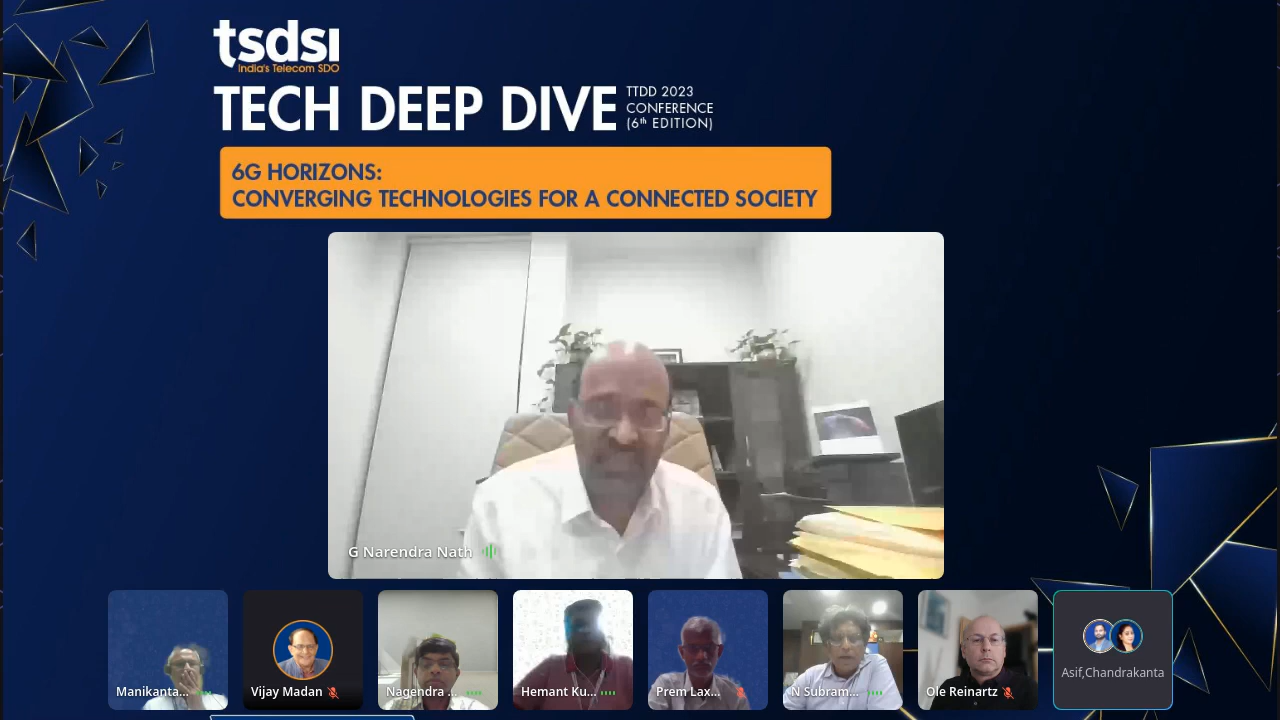 tsdsi
India's Telecom SDO
TECH DEEP DIVE
TTDD 2023
CONFERENCE
(6th EDITION)
6G HORIZONS:
CONVERGING TECHNOLOGIES FOR A CONNECTED SOCIETY
G Narendra Nath
Manikanta...
Vijay Madan
Nagendra ...
Hemant Ku...
Prem Lax...
N Subram...
Ole Reinartz
Asif,Chandrakanta